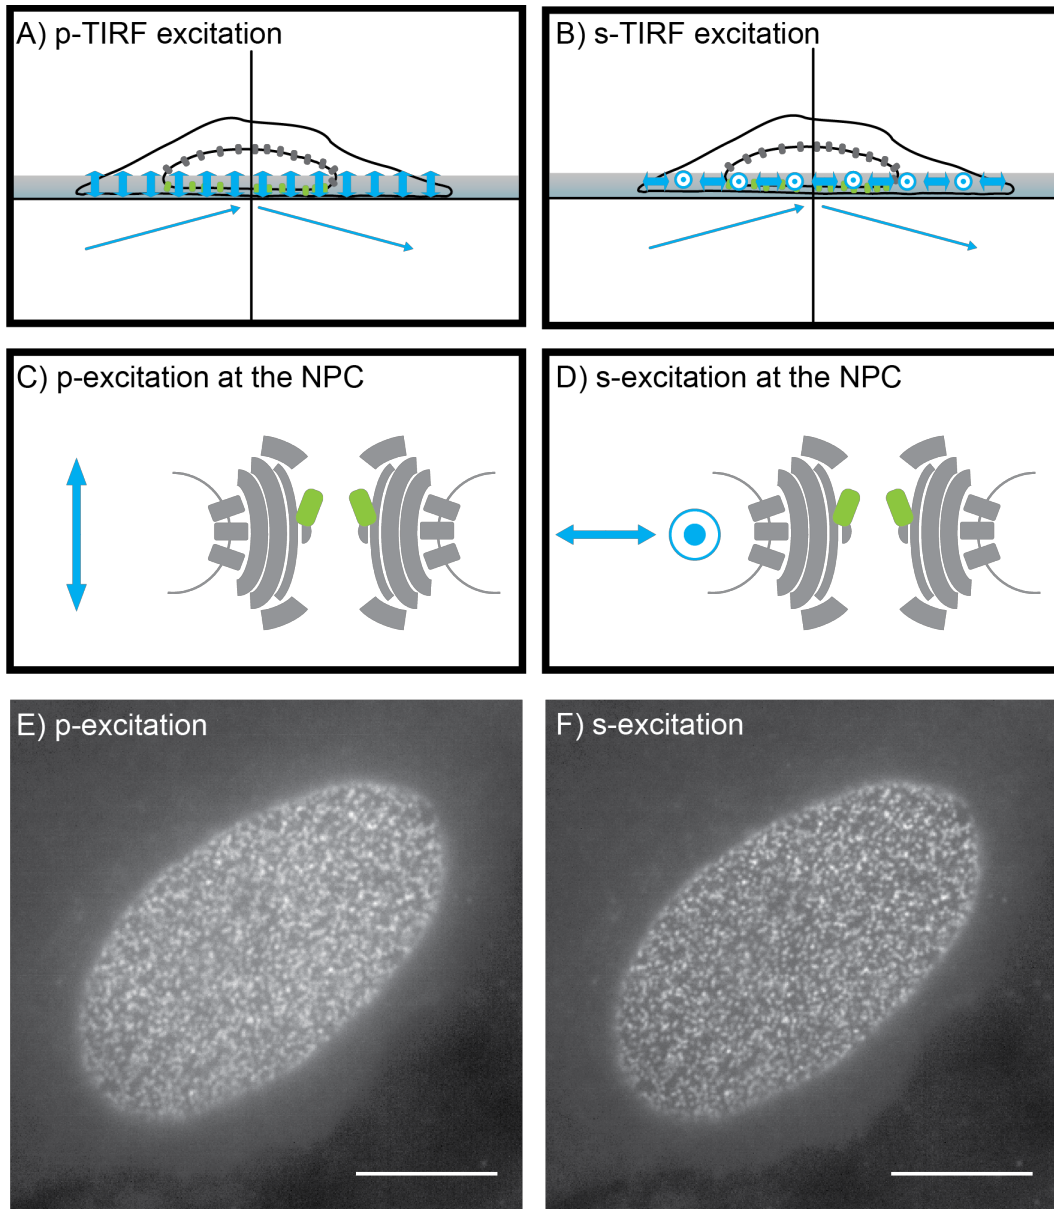 A) p-TIRF excitation
B) s-TIRF excitation
C) p-excitation at the NPC
D) s-excitation at the NPC
E) p-excitation
F) s-excitation